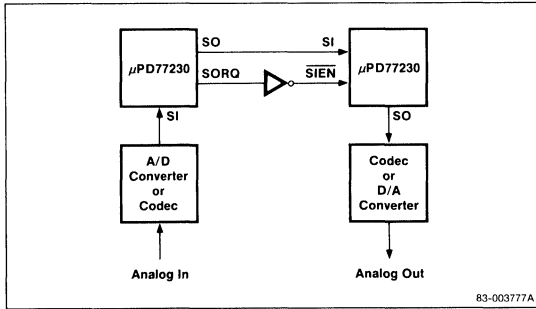 SO SI
μPD77230 μPD77230
SORQ SIEN
SI SO
A/D
Converter
or
Codec
Codec
or
D/A
Converter
Analog In Analog Out
83-003777A